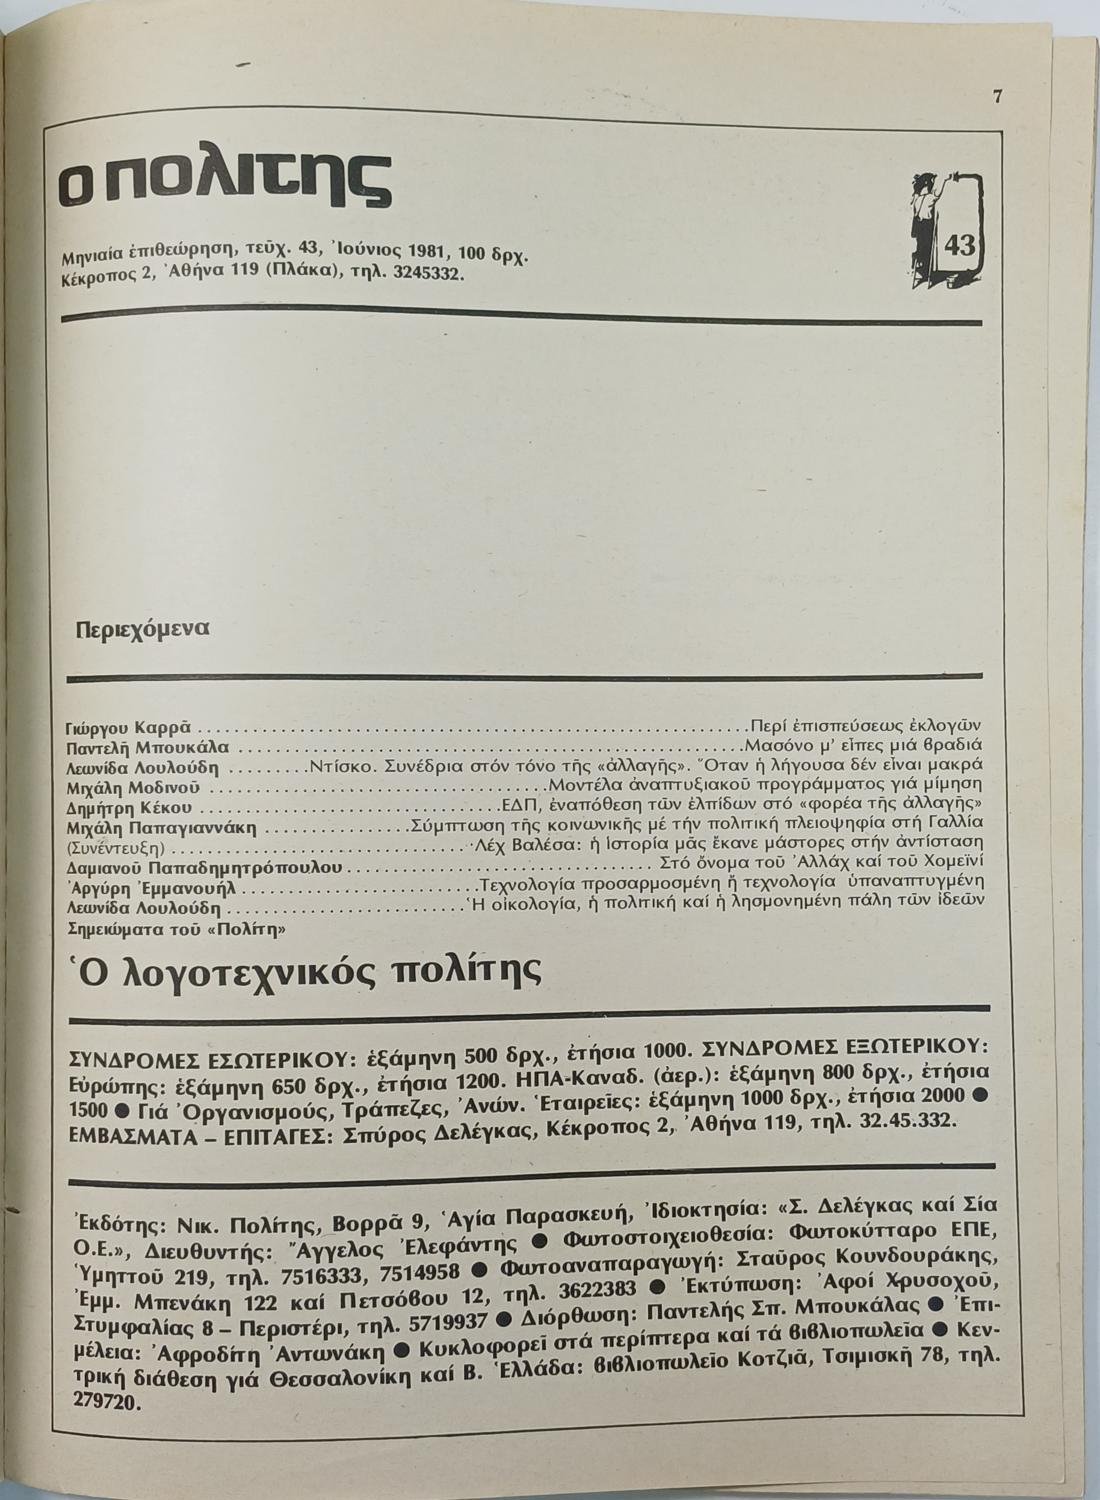 7
ο πολιτης
43
Μηνιαία ἐπιθεώρηση, τεῦχ. 43, Ἰούνιος 1981, 100 δρχ.
Κέκροπος 2, Ἀθήνα 119 (Πλάκα), τηλ. 3245332.
Περιεχόμενα
Γιώργου Καρρᾶ ........ Περί ἐπισπεύσεως ἐκλογῶν
Παντελῆ Μπουκάλα ........ Μασόνο μ' εἶπες μιά βραδιά
Λεωνίδα Λουλούδη ......... Ντίσκο. Συνέδρια στόν τόνο τῆς «ἀλλαγῆς». Ὅταν ἡ λήγουσα δέν εἶναι μακρά
Μιχάλη Μοδινοῦ ........ Μοντέλα ἀναπτυξιακοῦ προγράμματος γιά μίμηση
Δημήτρη Κέκου ........ ΕΔΠ, ἐναπόθεση τῶν ἐλπίδων στό «φορέα τῆς ἀλλαγῆς»
Μιχάλη Παπαγιαννάκη ........ Σύμπτωση τῆς κοινωνικῆς μέ τήν πολιτική πλειοψηφία στή Γαλλία
(Συνέντευξη) ........ Λέχ Βαλέσα: ἡ ἱστορία μᾶς ἔκανε μάστορες στήν ἀντίσταση
Δαμιανοῦ Παπαδημητρόπουλου ........ Στό ὄνομα τοῦ Ἀλλάχ καί τοῦ Χομεϊνί
Ἀργύρη Ἐμμανουήλ ........ Τεχνολογία προσαρμοσμένη ἤ τεχνολογία ὑπαναπτυγμένη
Λεωνίδα Λουλούδη ........ Ἡ οἰκολογία, ἡ πολιτική καί ἡ λησμονημένη πάλη τῶν ἰδεῶν
Σημειώματα τοῦ «Πολίτη»
Ὁ λογοτεχνικός πολίτης
ΣΥΝΔΡΟΜΕΣ ΕΣΩΤΕΡΙΚΟΥ: ἑξάμηνη 500 δρχ., ἐτήσια 1000. ΣΥΝΔΡΟΜΕΣ ΕΞΩΤΕΡΙΚΟΥ:
Εὐρώπης: ἑξάμηνη 650 δρχ., ἐτήσια 1200. ΗΠΑ-Καναδ. (ἀερ.): ἑξάμηνη 800 δρχ., ἐτήσια
1500 ● Γιά Ὀργανισμούς, Τράπεζες, Ἀνών. Ἑταιρεῖες: ἑξάμηνη 1000 δρχ., ἐτήσια 2000 ●
ΕΜΒΑΣΜΑΤΑ – ΕΠΙΤΑΓΕΣ: Σπύρος Δελέγκας, Κέκροπος 2, Ἀθήνα 119, τηλ. 32.45.332.
Ἐκδότης: Νικ. Πολίτης, Βορρᾶ 9, Ἁγία Παρασκευή, Ἰδιοκτησία: «Σ. Δελέγκας καί Σία
Ο.Ε.», Διευθυντής: Ἄγγελος Ἐλεφάντης ● Φωτοστοιχειοθεσία: Φωτοκύτταρο ΕΠΕ,
Ὑμηττοῦ 219, τηλ. 7516333, 7514958 ● Φωτοαναπαραγωγή: Σταῦρος Κουνδουράκης,
Ἐμμ. Μπενάκη 122 καί Πετσόβου 12, τηλ. 3622383 ● Ἐκτύπωση: Ἀφοί Χρυσοχοῦ,
Στυμφαλίας 8 – Περιστέρι, τηλ. 5719937 ● Διόρθωση: Παντελής Σπ. Μπουκάλας ● Ἐπι-
μέλεια: Ἀφροδίτη Ἀντωνάκη ● Κυκλοφορεῖ στά περίπτερα καί τά βιβλιοπωλεῖα ● Κεν-
τρική διάθεση γιά Θεσσαλονίκη καί Β. Ἑλλάδα: βιβλιοπωλεῖο Κοτζιᾶ, Τσιμισκῆ 78, τηλ.
279720.